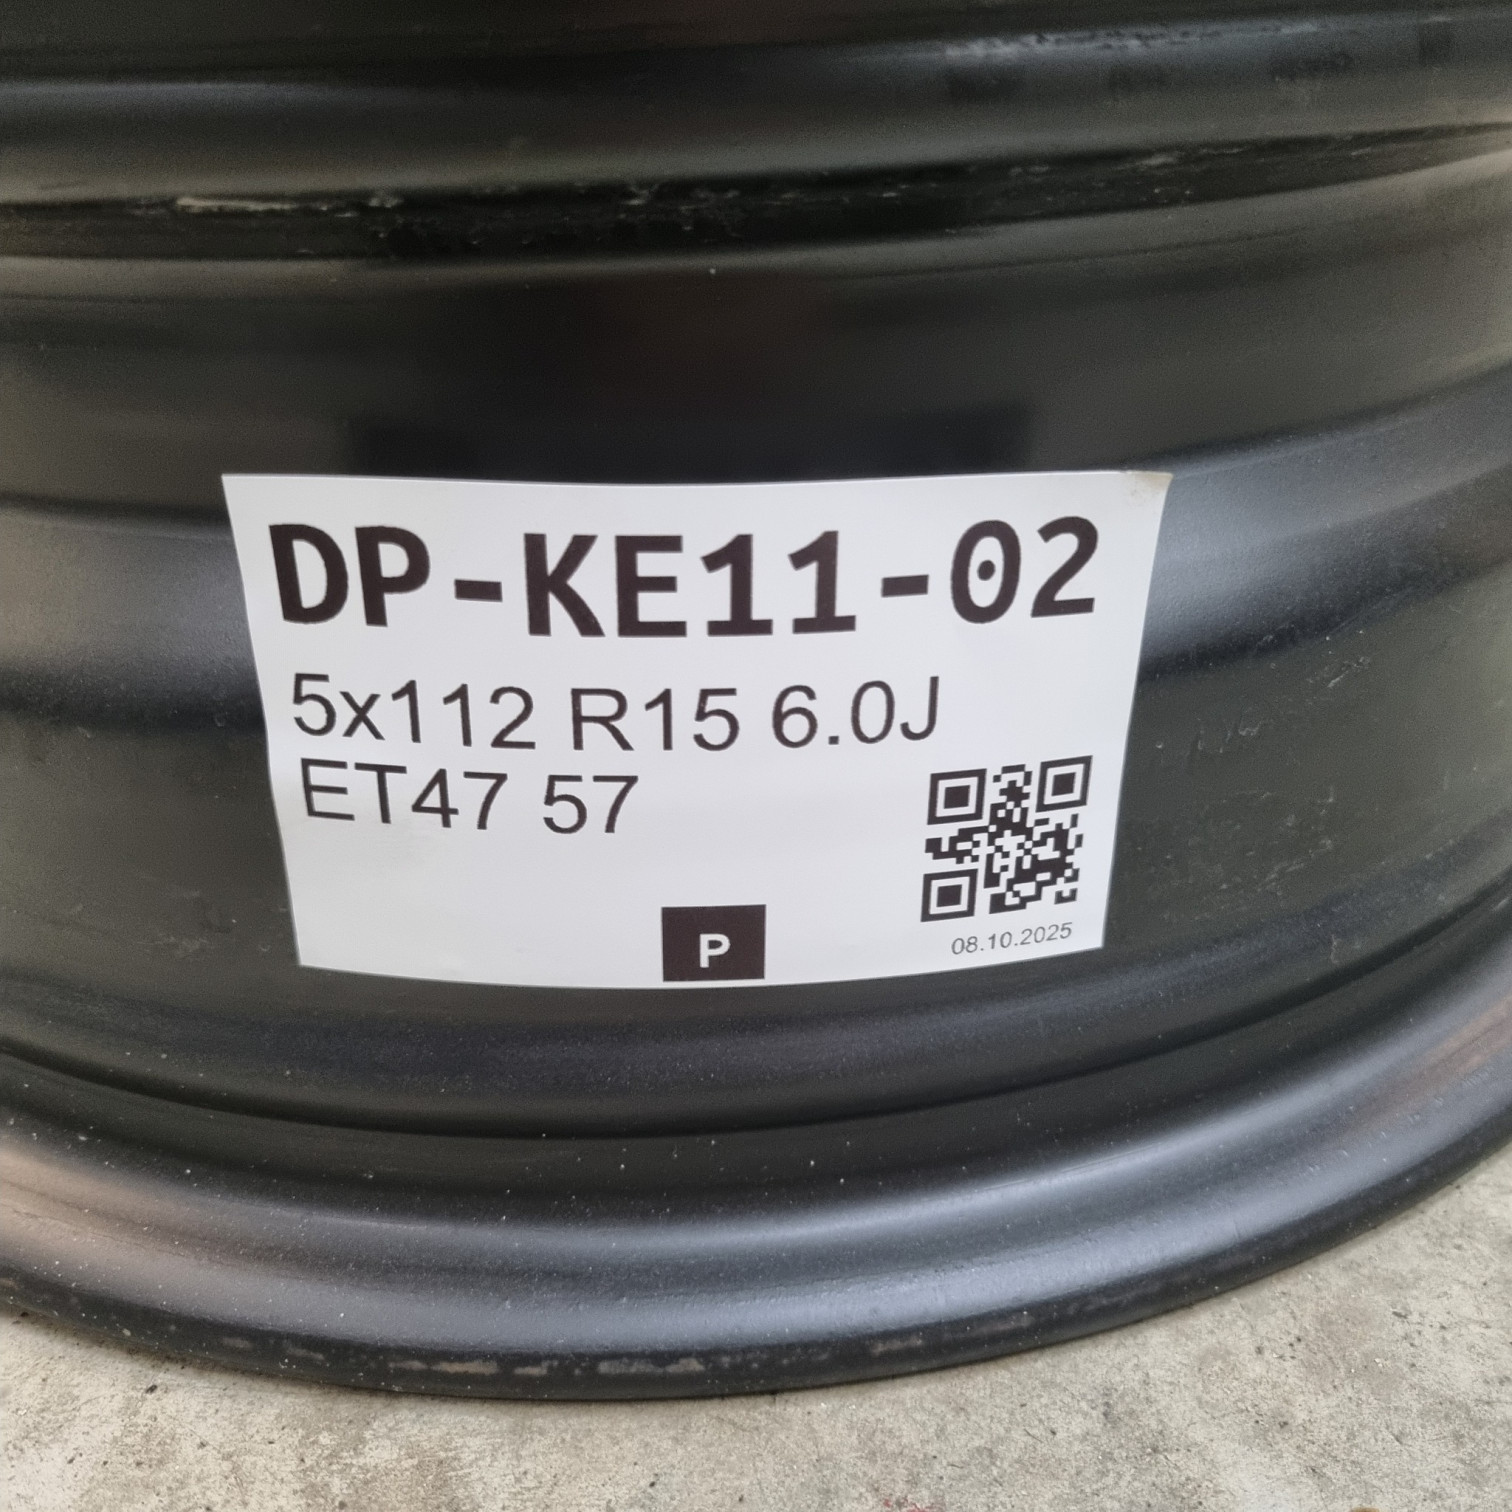 DP-KE11-02
5x112 R15 6.0J
ET47 57
P
08.10.2025